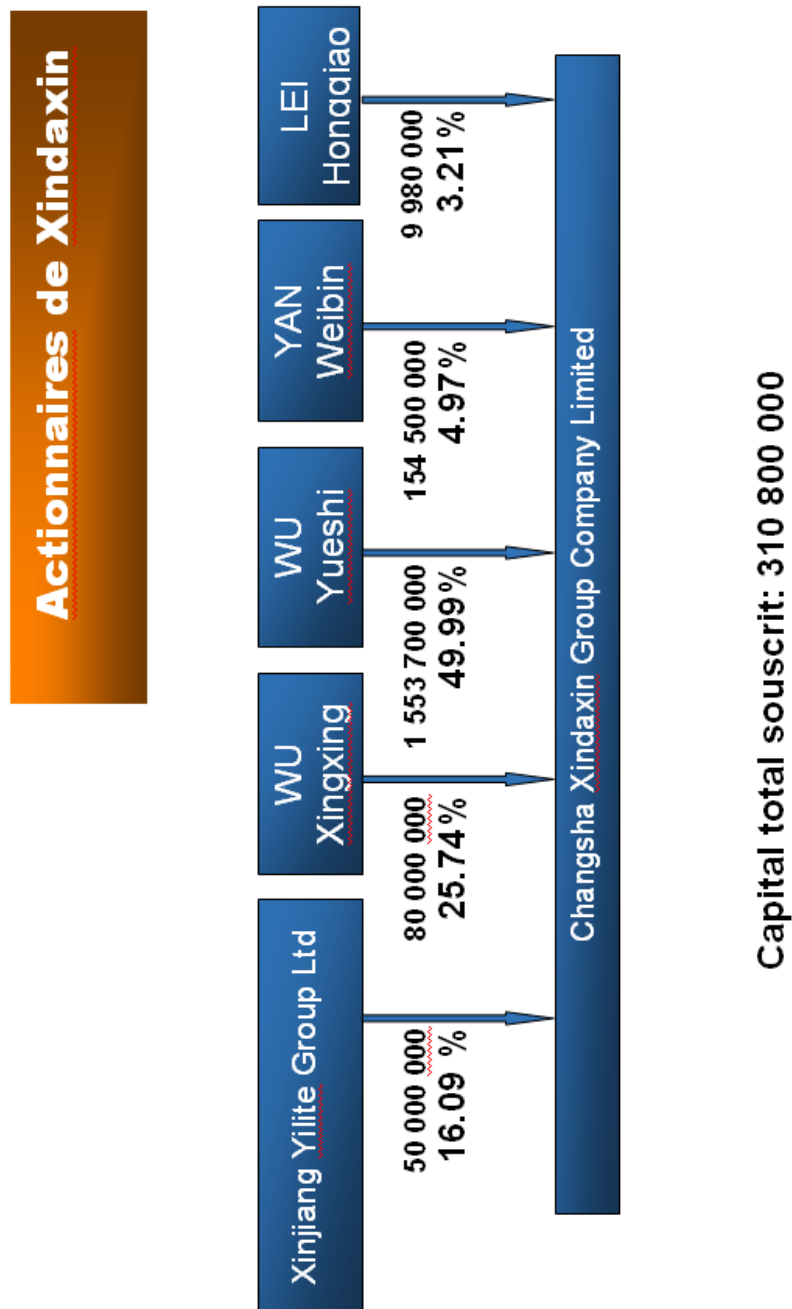 Actionnaires de Xindaxin
Xinjiang Yilite Group Ltd
WU
Xingxing
WU
Yueshi
YAN
Weibin
LEI
Hongqiao
50 000 000
16.09 %
80 000 000
25.74%
1 553 700 000
49.99%
154 500 000
4.97%
9 980 000
3.21%
Changsha Xindaxin Group Company Limited
Capital total souscrit: 310 800 000